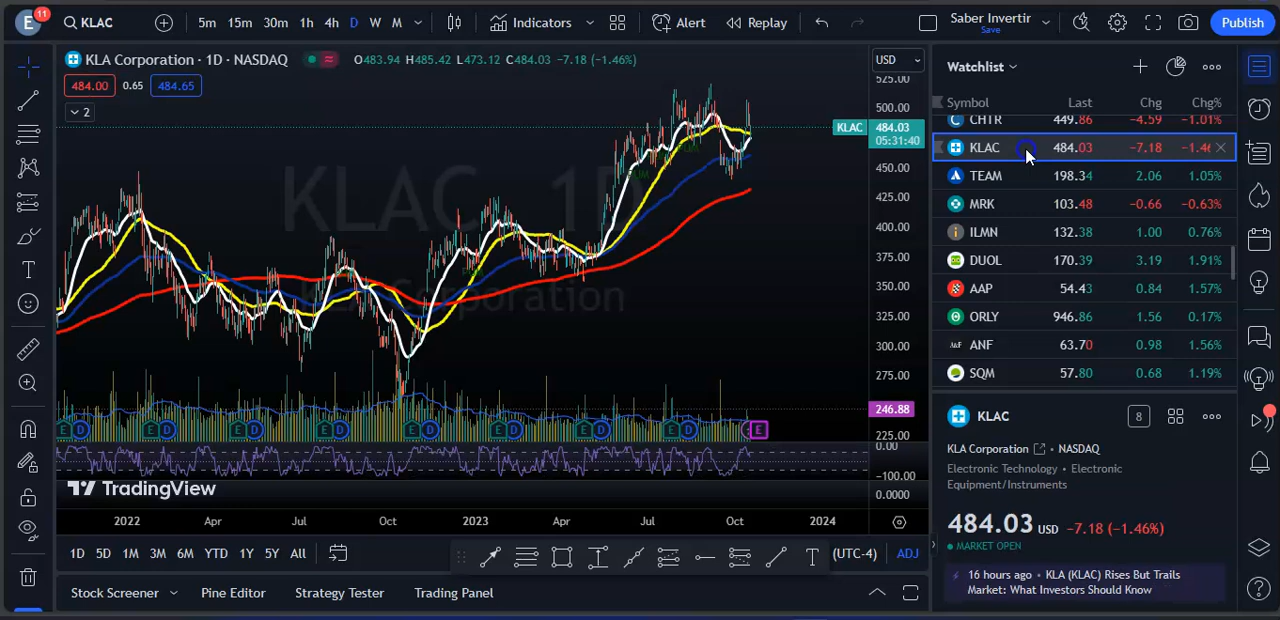 E 11 KLAC 5m 15m 30m 1h 4h D W M Indicators Alert Replay Saber Invertir Save Publish
KLA Corporation · 1D · NASDAQ O483.94 H485.42 L473.12 C484.03 -7.18 (-1.46%) USD
484.00 0.65 484.65
2
KLAC, 1D
KLA Corporation
525.00
500.00
KLAC 484.03
05:31:40
450.00
425.00
400.00
375.00
350.00
325.00
300.00
275.00
246.88
225.00
0.00
−100.00
0.0000
E D E D E D E D E D E D E D E D E
TradingView
2022 Apr Jul Oct 2023 Apr Jul Oct 2024
1D 5D 1M 3M 6M YTD 1Y 5Y All T (UTC-4) ADJ
Stock Screener Pine Editor Strategy Tester Trading Panel
Watchlist
Symbol Last Chg Chg%
CHTR 449.86 -4.59 -1.01%
KLAC 484.03 -7.18
TEAM 198.34 2.06 1.05%
MRK 103.48 -0.66 -0.63%
ILMN 132.38 1.00 0.76%
DUOL 170.39 3.19 1.91%
AAP 54.43 0.84 1.57%
ORLY 946.86 1.56 0.17%
ANF 63.70 0.98 1.56%
SQM 57.80 0.68 1.19%
KLAC 8
KLA Corporation · NASDAQ
Electronic Technology · Electronic
Equipment/Instruments
484.03 USD -7.18 (-1.46%)
MARKET OPEN
16 hours ago · KLA (KLAC) Rises But Trails
Market: What Investors Should Know